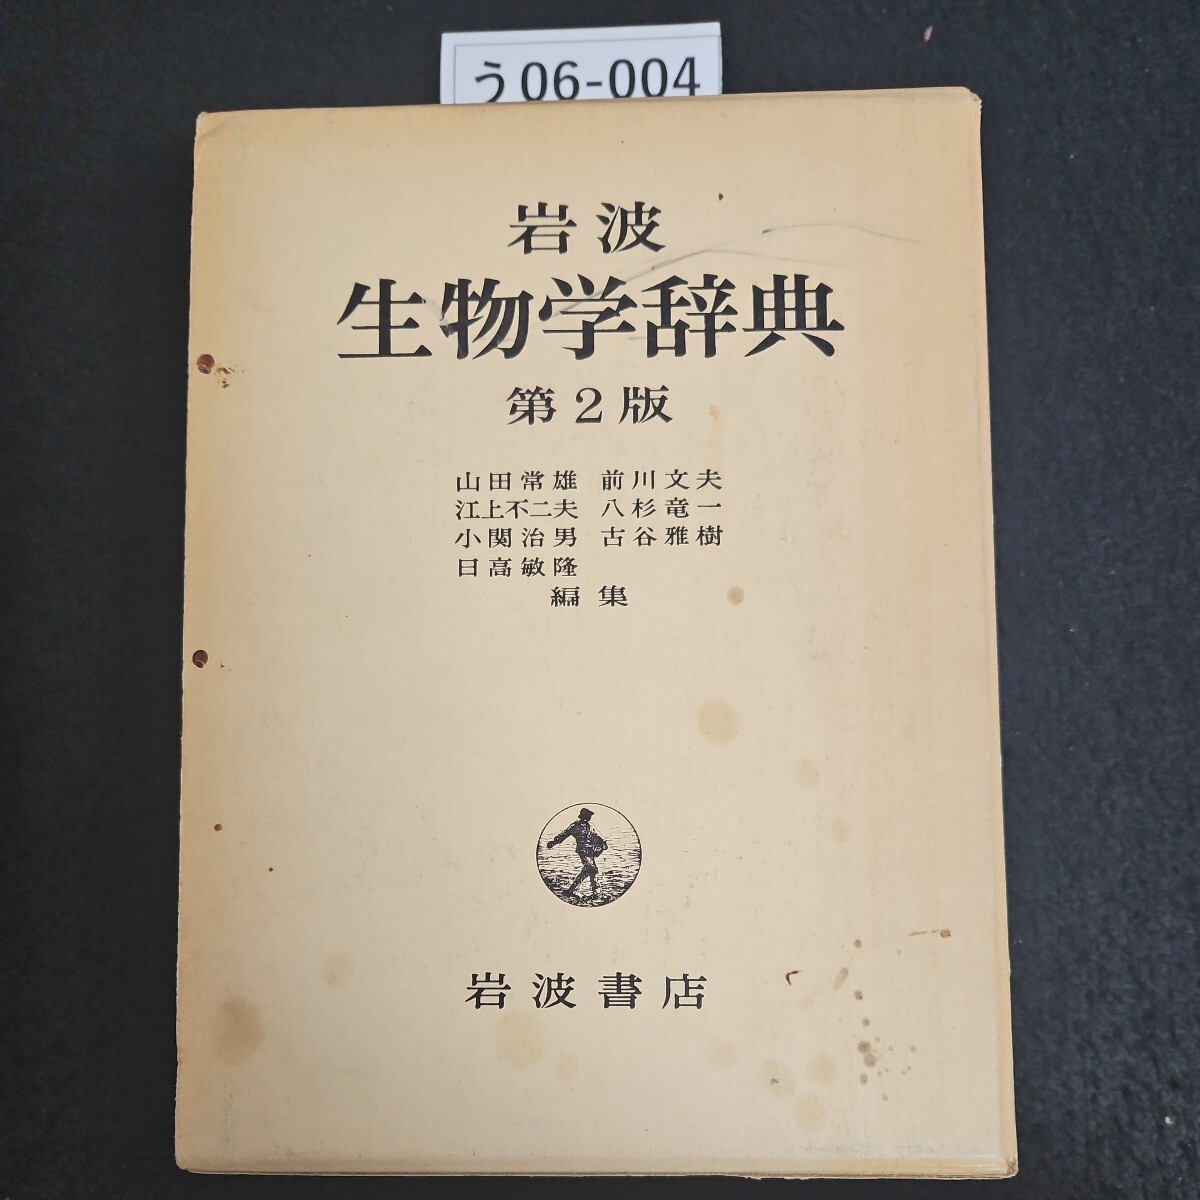 う06-004
岩波
生物学辞典
第2版
山田常雄 前川文夫
江上不二夫 八杉竜一
小関治男 古谷雅樹
日高敏隆
編集
岩波書店